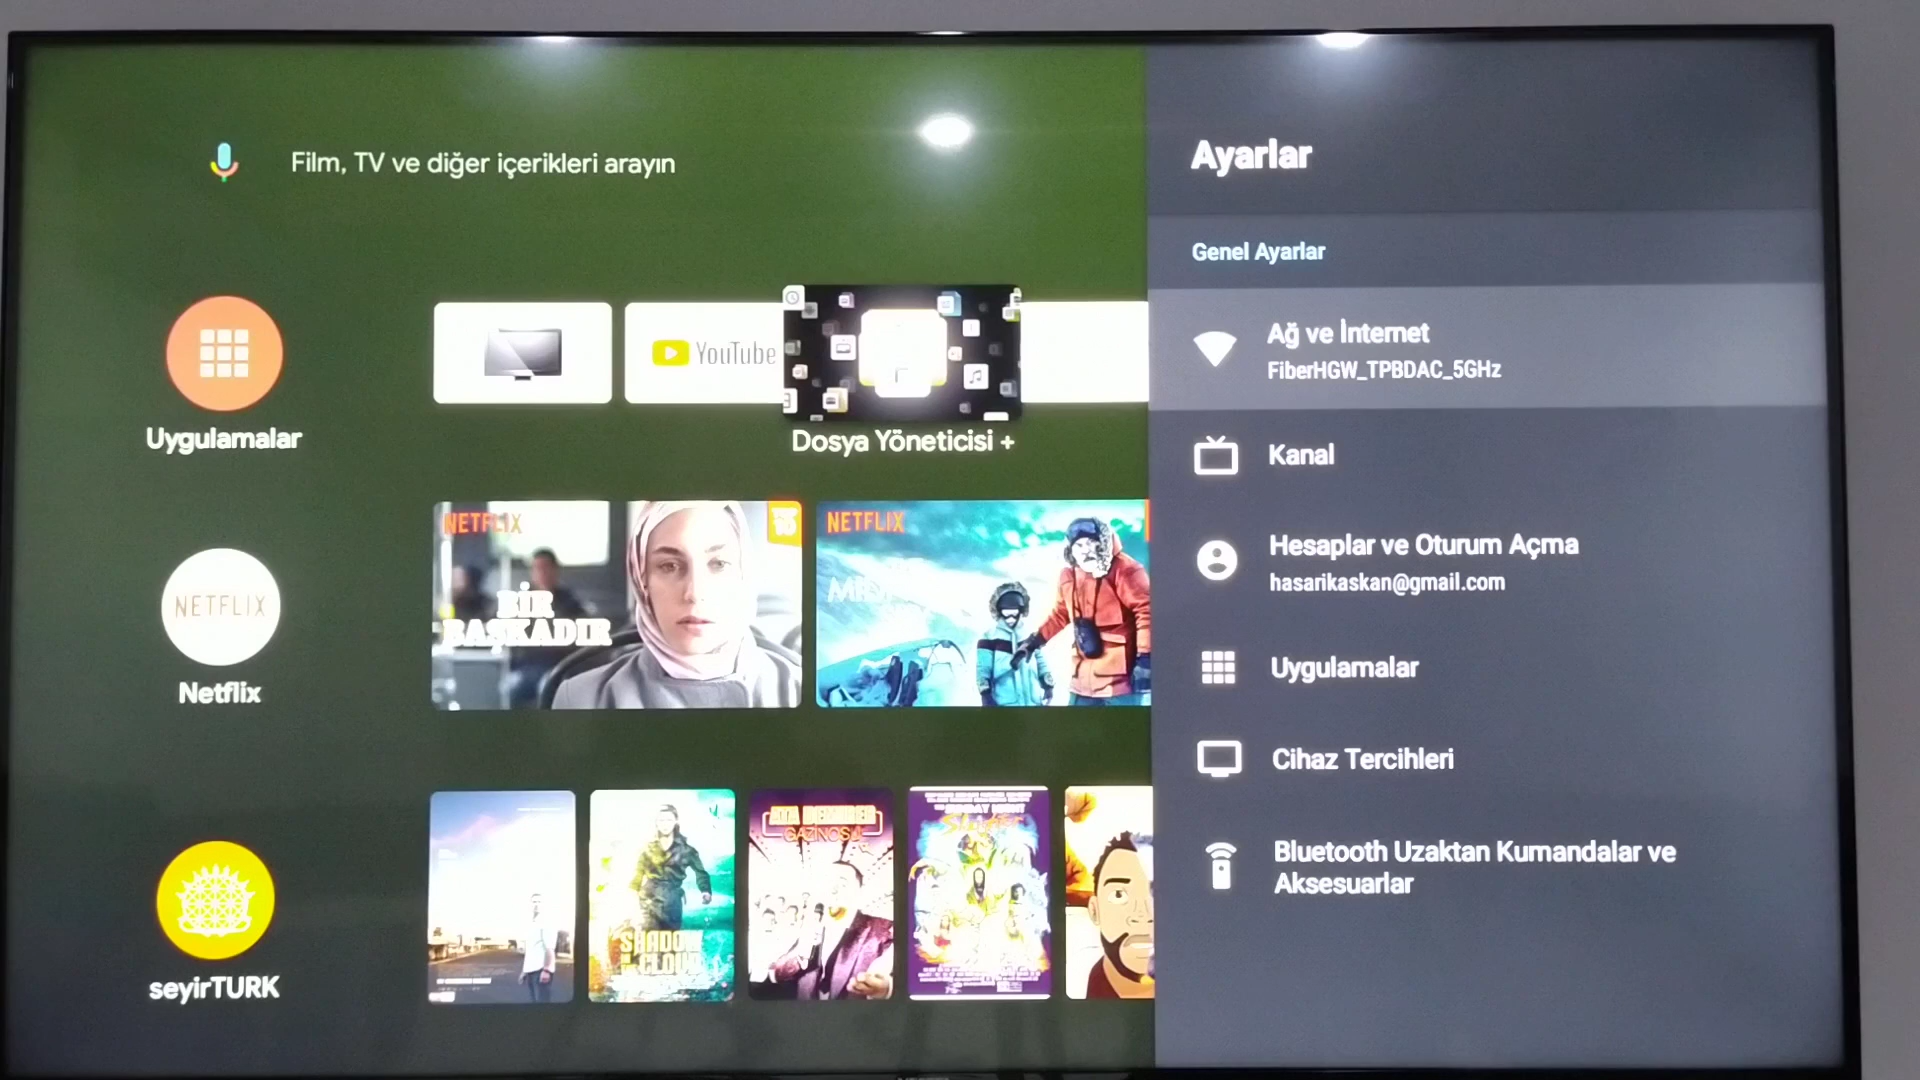 Film, TV ve diğer içerikleri arayın
Uygulamalar
YouTube
Dosya Yöneticisi +
NETFLIX
Netflix
NETFLIX
BİR
BAŞKADIR
NETFLIX
seyirTURK
SHADOW
CLOUD
ATA DEMİRER
GAZİNOSU
Ayarlar
Genel Ayarlar
Ağ ve İnternet
FiberHGW_TPBDAC_5GHz
Kanal
Hesaplar ve Oturum Açma
hasarikaskan@gmail.com
Uygulamalar
Cihaz Tercihleri
Bluetooth Uzaktan Kumandalar ve
Aksesuarlar